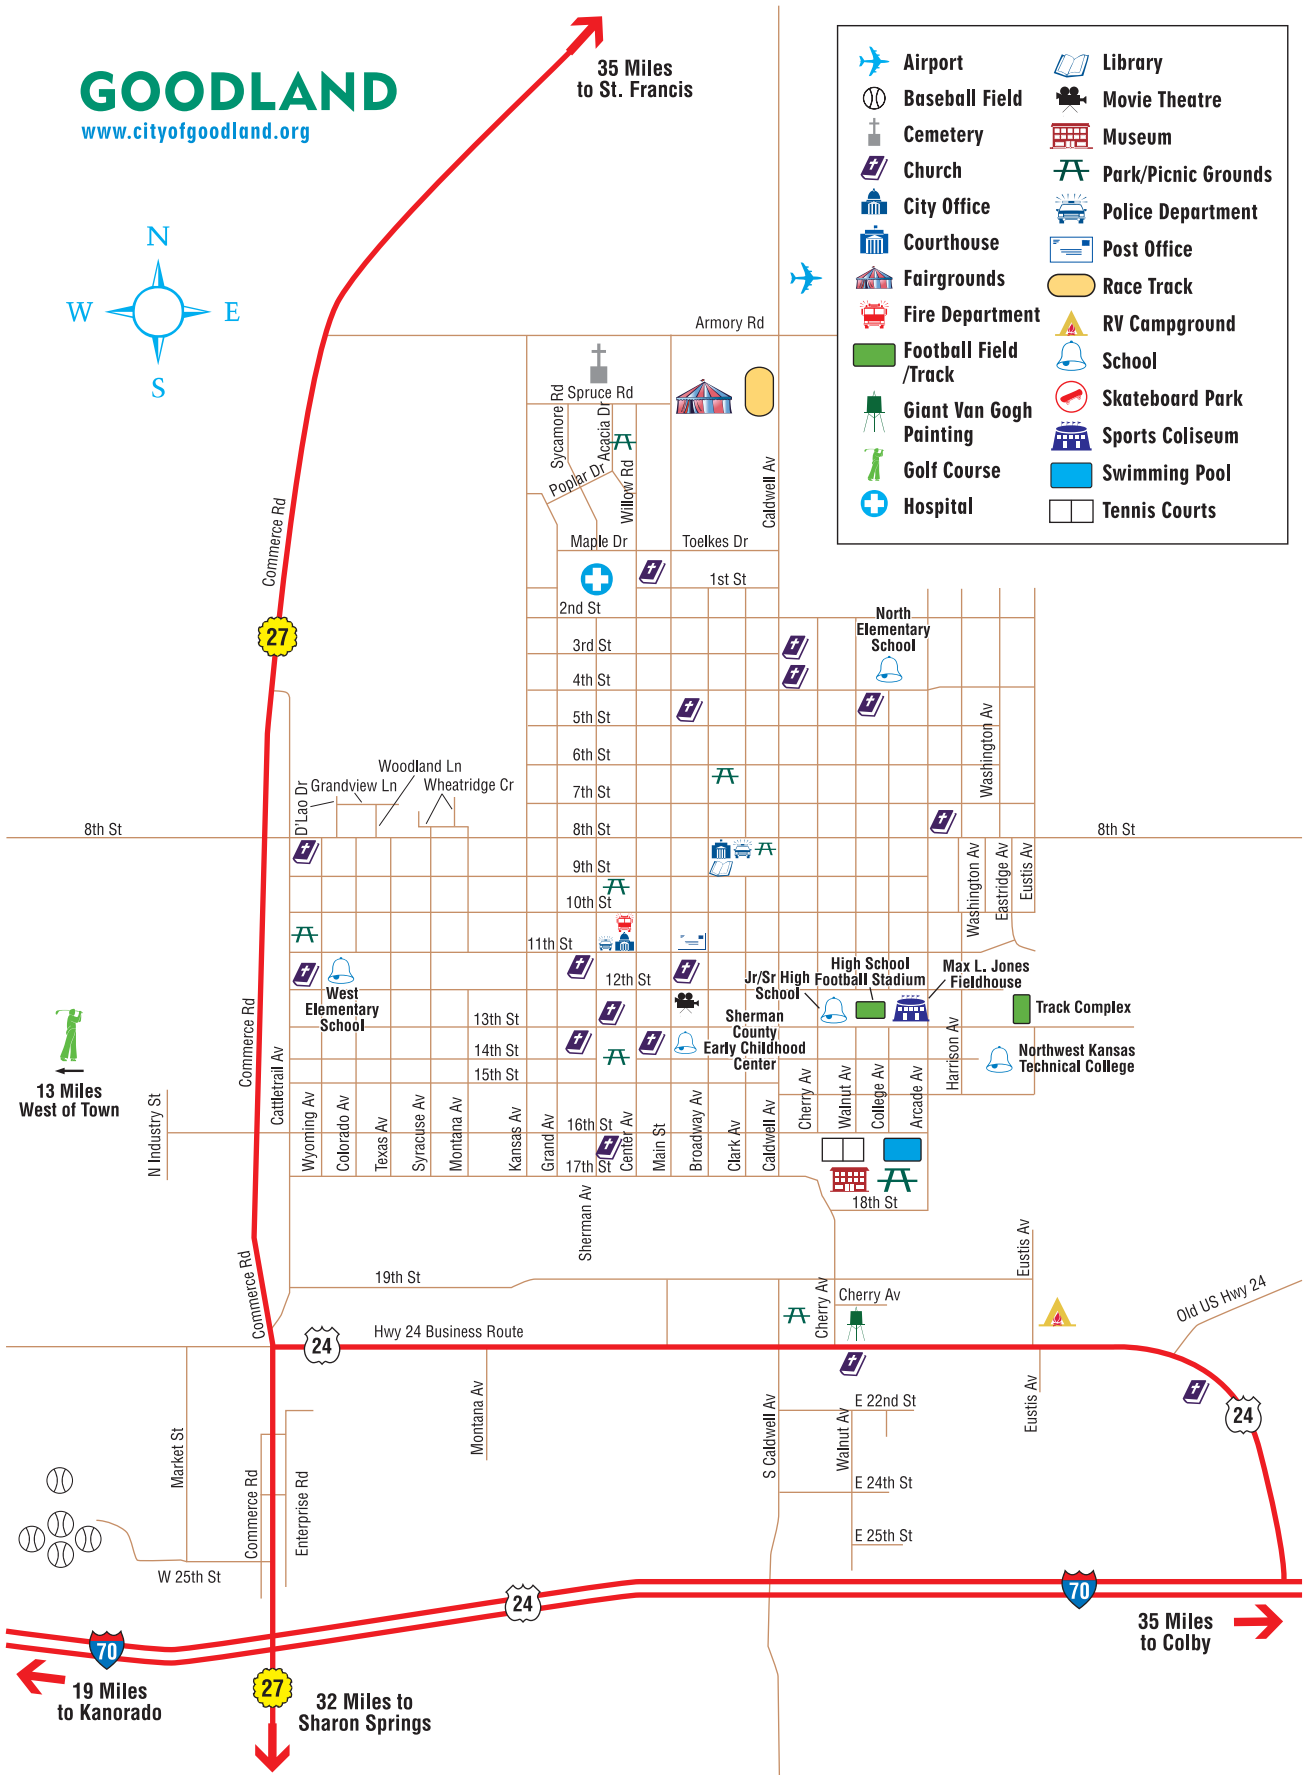 GOODLAND
www.cityofgoodland.org
35 Miles
to St. Francis
N
W
E
S
Airport
Baseball Field
Cemetery
Church
City Office
Courthouse
Fairgrounds
Fire Department
Football Field
/Track
Giant Van Gogh
Painting
Golf Course
Hospital
Library
Movie Theatre
Museum
Park/Picnic Grounds
Police Department
Post Office
Race Track
RV Campground
School
Skateboard Park
Sports Coliseum
Swimming Pool
Tennis Courts
Armory Rd
Spruce Rd
Sycamore Rd
Acacia Dr
Poplar Dr
Willow Rd
Caldwell Av
Commerce Rd
Maple Dr
Toelkes Dr
1st St
2nd St
27
3rd St
4th St
5th St
6th St
7th St
8th St
9th St
10th St
11th St
12th St
13th St
14th St
15th St
16th St
17th St
North
Elementary
School
Washington Av
Woodland Ln
Grandview Ln
Wheatridge Cr
D'Lao Dr
8th St
8th St
Washington Av
Eastridge Av
Eustis Av
West
Elementary
School
Jr/Sr High
School
High School
Football Stadium
Max L. Jones
Fieldhouse
Track Complex
Sherman
County
Early Childhood
Center
Northwest Kansas
Technical College
Harrison Av
13 Miles
West of Town
N Industry St
Commerce Rd
Cattletrail Av
Wyoming Av
Colorado Av
Texas Av
Syracuse Av
Montana Av
Kansas Av
Grand Av
Sherman Av
Center Av
Main St
Broadway Av
Clark Av
Caldwell Av
Cherry Av
Walnut Av
College Av
Arcade Av
18th St
Commerce Rd
19th St
Cherry Av
Cherry Av
Eustis Av
Old US Hwy 24
24
Hwy 24 Business Route
Market St
Montana Av
S Caldwell Av
Walnut Av
E 22nd St
Eustis Av
24
Commerce Rd
Enterprise Rd
E 24th St
E 25th St
W 25th St
24
70
35 Miles
to Colby
70
19 Miles
to Kanorado
27
32 Miles to
Sharon Springs